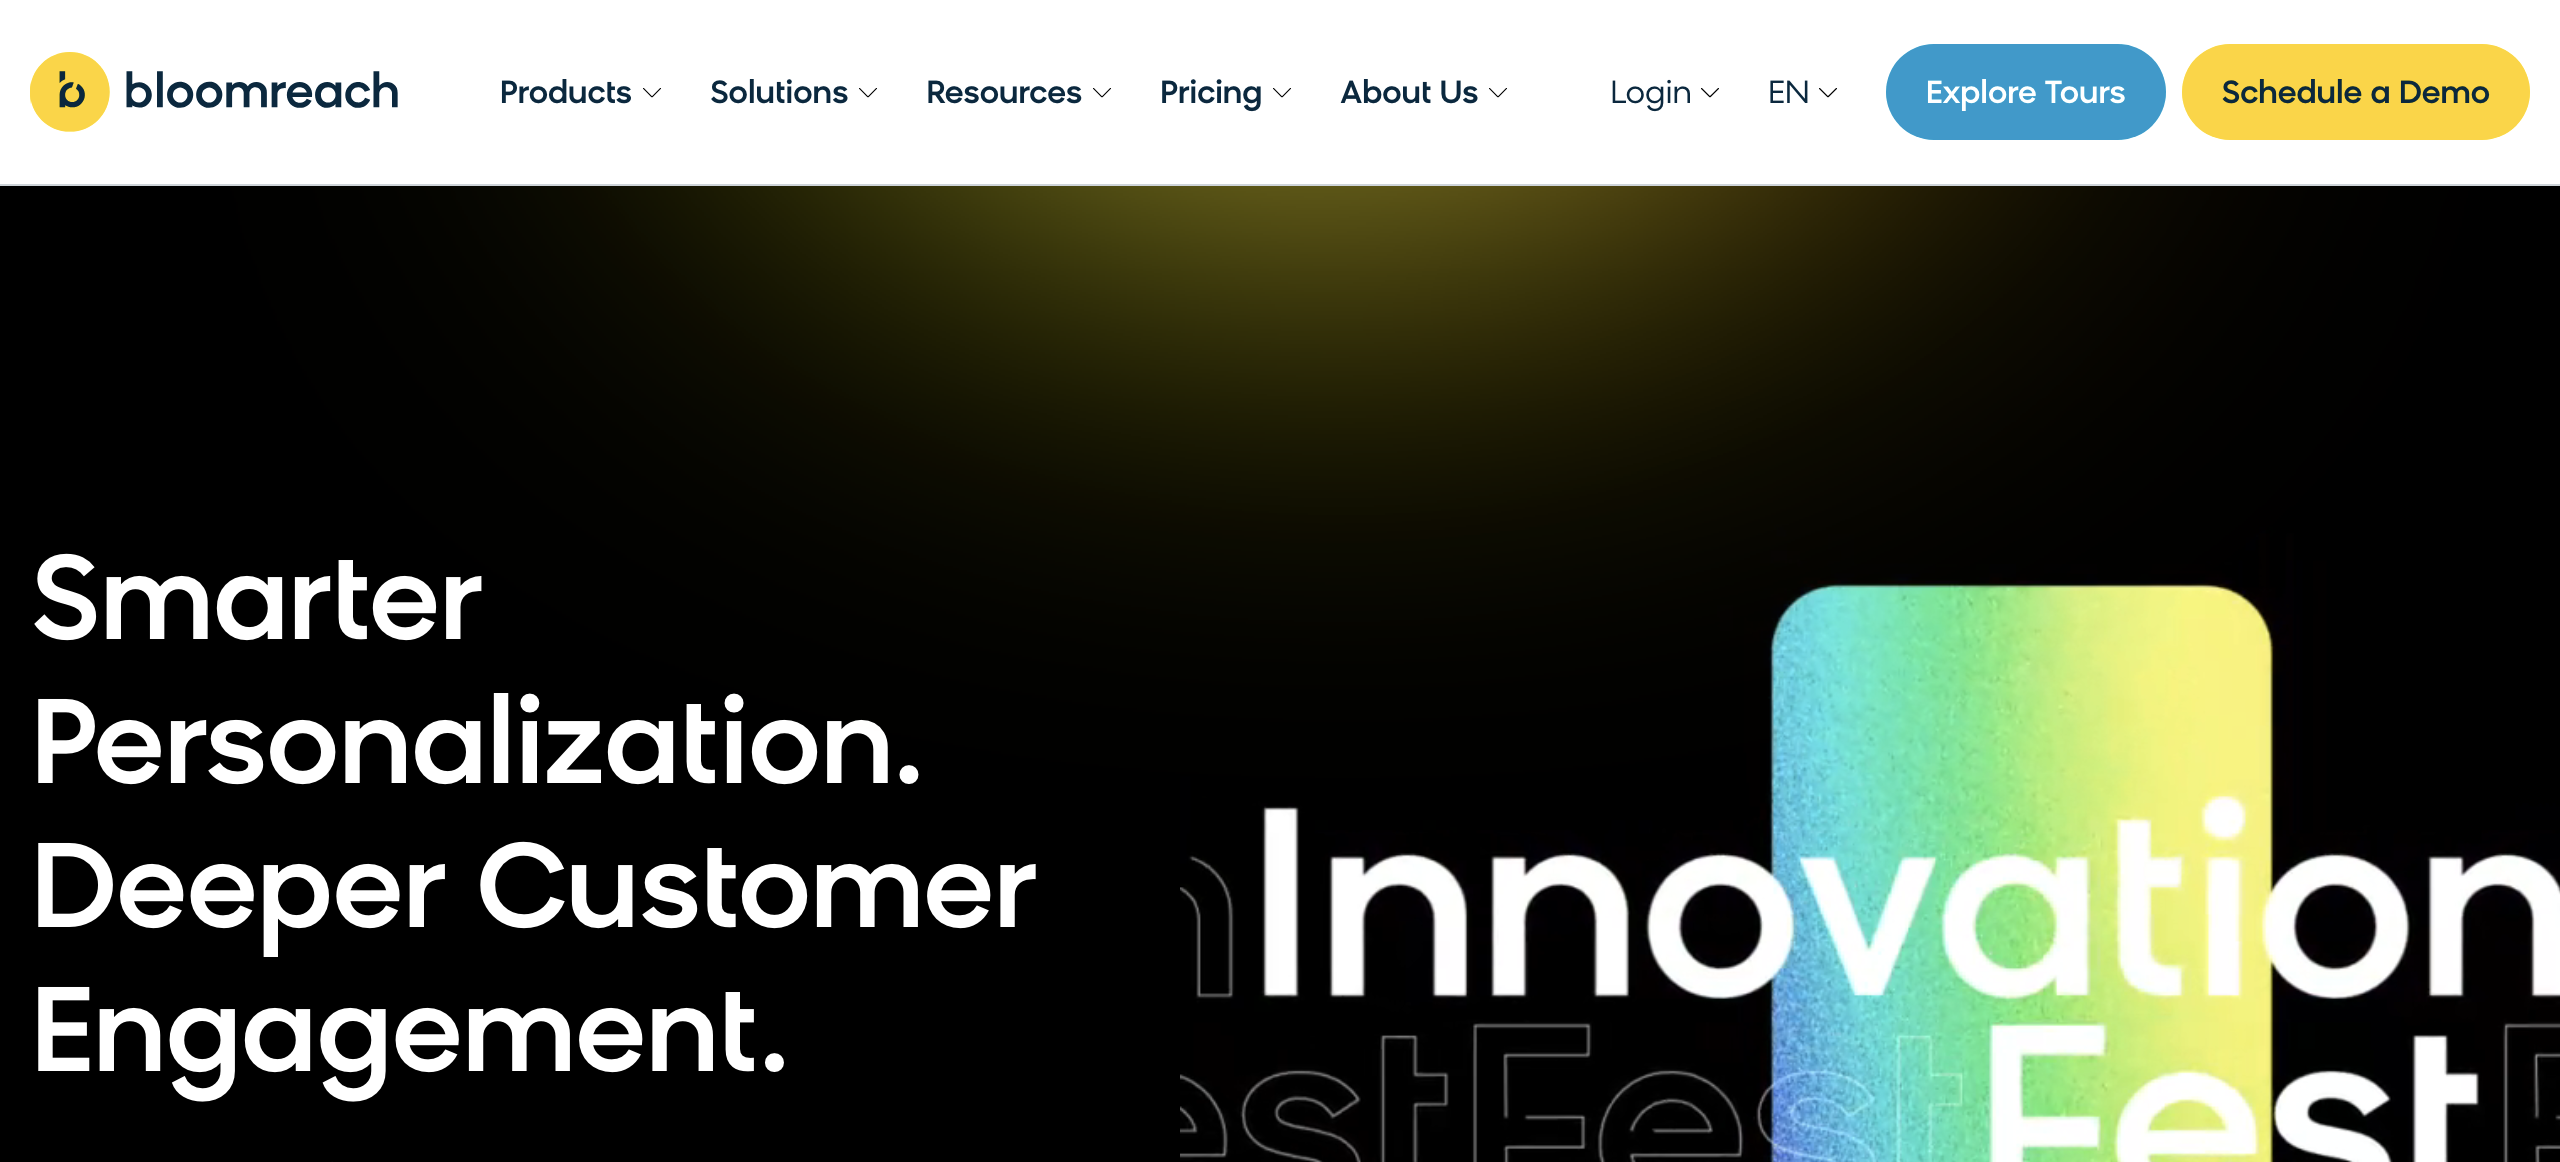 bloomreach
Products
Solutions
Resources
Pricing
About Us
Login
EN
Explore Tours
Schedule a Demo
Smarter
Personalization.
Deeper Customer
Engagement.
Innovation
Fest